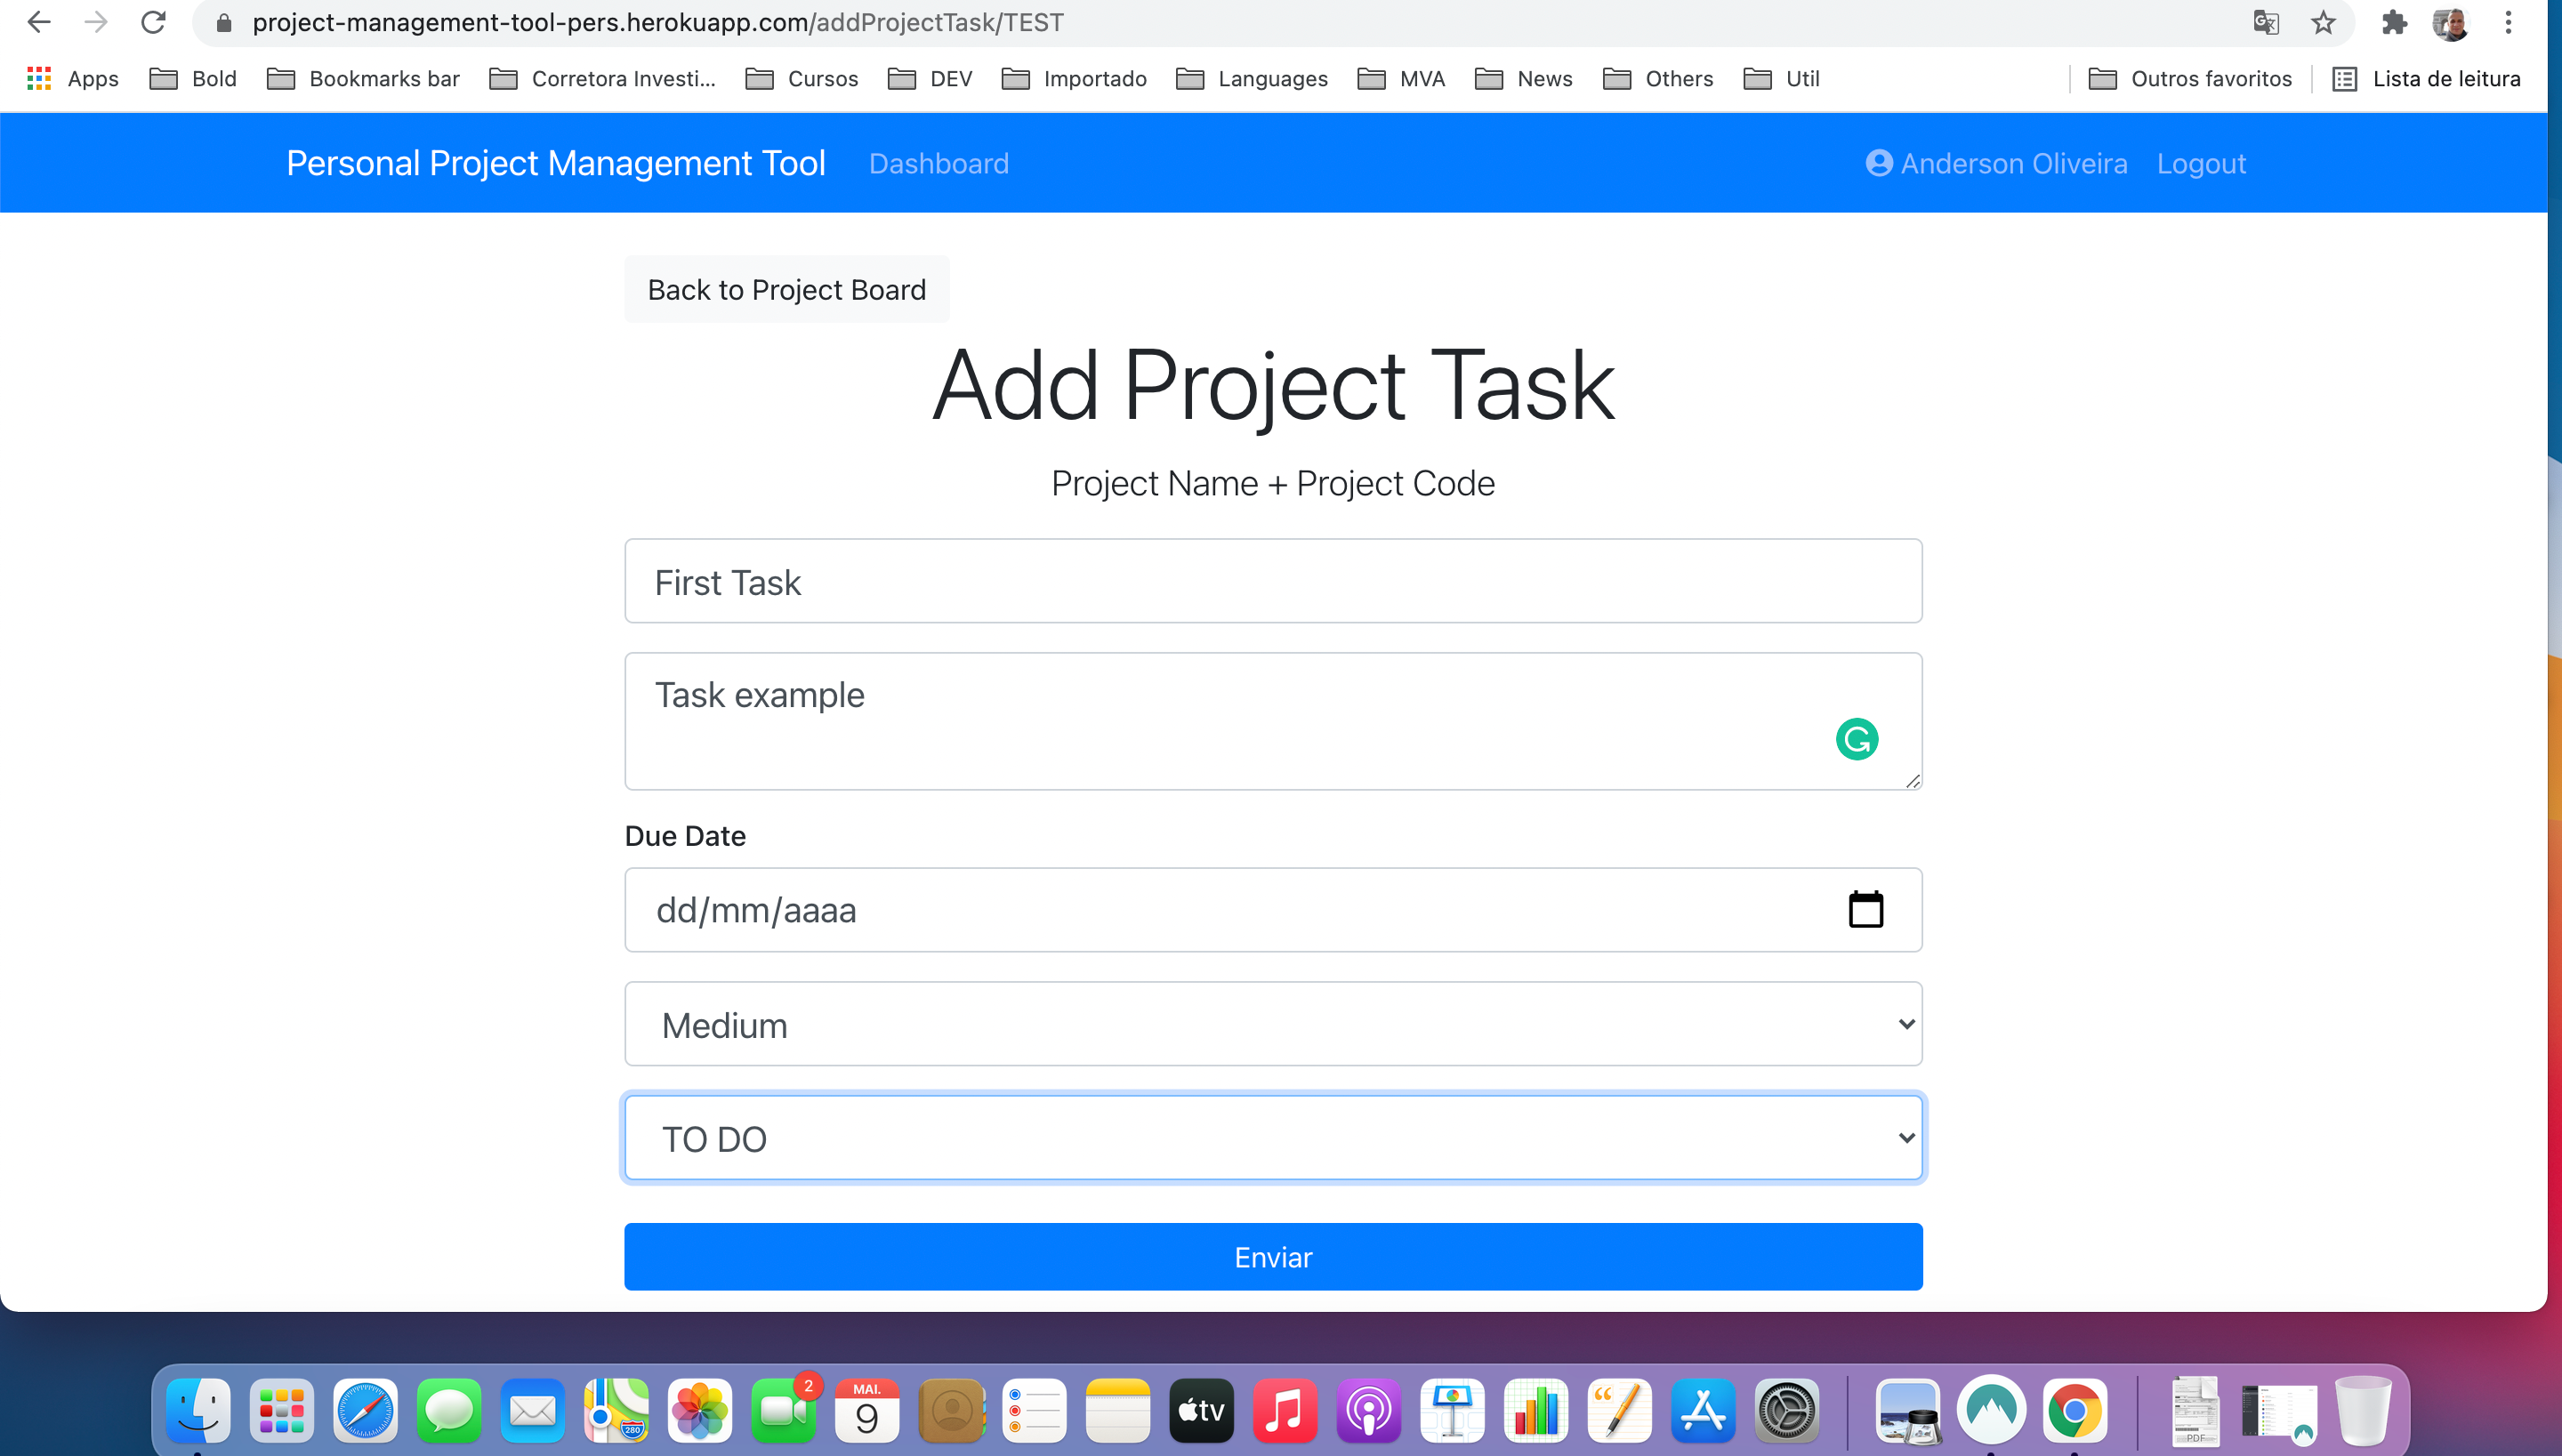 project-management-tool-pers.herokuapp.com/addProjectTask/TEST
Apps Bold Bookmarks bar Corretora Investi... Cursos DEV Importado Languages MVA News Others Util Outros favoritos Lista de leitura
Personal Project Management Tool Dashboard Anderson Oliveira Logout
Back to Project Board
Add Project Task
Project Name + Project Code
First Task
Task example
Due Date
dd/mm/aaaa
Medium
TO DO
Enviar
2
MAI.
9
280
tv
PDF